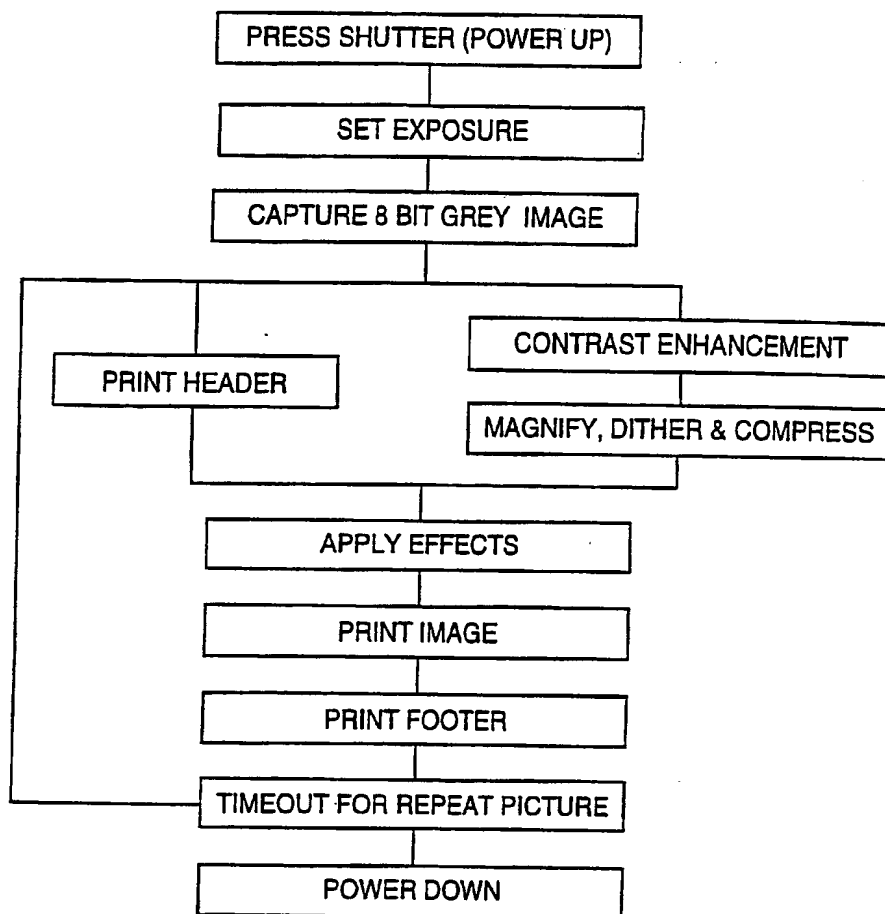 PRESS SHUTTER (POWER UP)
SET EXPOSURE
CAPTURE 8 BIT GREY IMAGE
CONTRAST ENHANCEMENT
PRINT HEADER
MAGNIFY, DITHER & COMPRESS
APPLY EFFECTS
PRINT IMAGE
PRINT FOOTER
TIMEOUT FOR REPEAT PICTURE
POWER DOWN